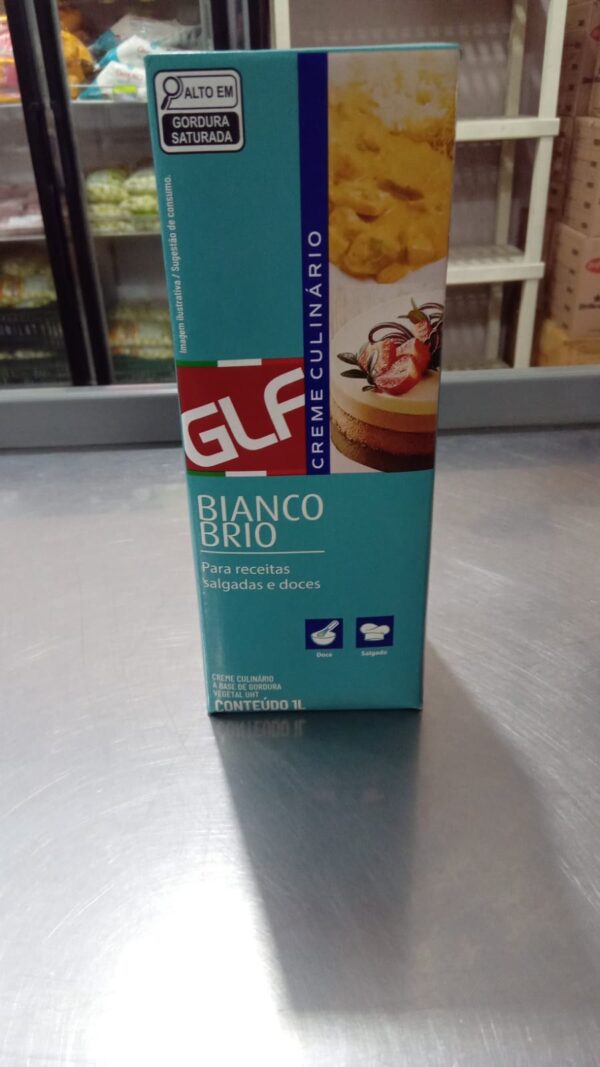 ALTO EM
GORDURA
SATURADA
Imagem ilustrativa / Sugestão de consumo.
CREME CULINÁRIO
GLF
BIANCO
BRIO
Para receitas
salgadas e doces
Doce
Salgado
CREME CULINÁRIO
À BASE DE GORDURA
VEGETAL UHT
CONTEÚDO 1L